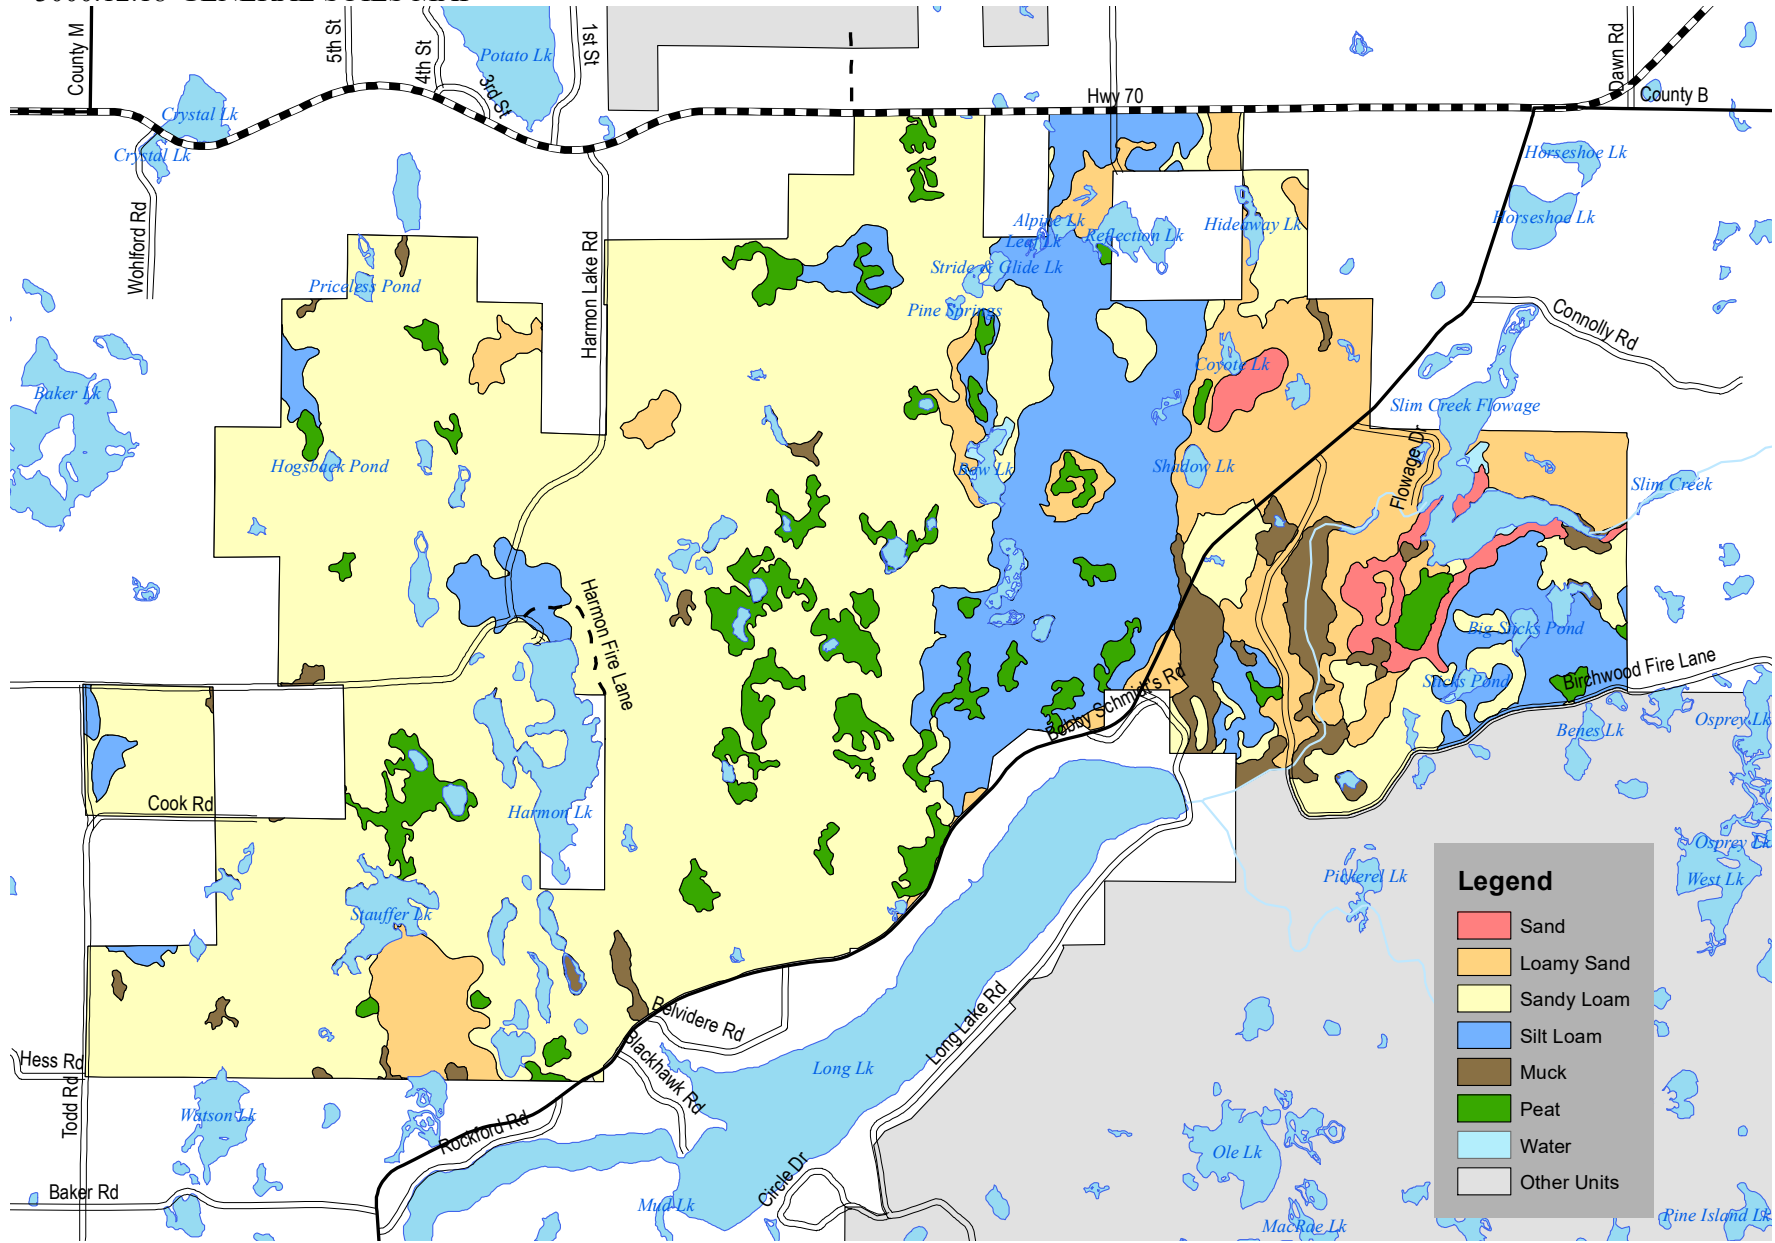 County M
5th St
4th St
3rd St
Potato Lk
1st St
Hwy 70
Dawn Rd
County B
Crystal Lk
Crystal Lk
Wohlford Rd
Harmon Lake Rd
Horseshoe Lk
Horseshoe Lk
Alpine Lk
Leaf Lk
Reflection Lk
Hideaway Lk
Stride & Glide Lk
Priceless Pond
Pine Springs
Connolly Rd
Baker Lk
Coyote Lk
Slim Creek Flowage
Flowage Dr
Hogsback Pond
Bow Lk
Shadow Lk
Slim Creek
Harmon Fire Lane
Big Sticks Pond
Sticks Pond
Birchwood Fire Lane
Bobby Schmidt's Rd
Benes Lk
Osprey Lk
Cook Rd
Harmon Lk
Osprey Lk
West Lk
Pickerel Lk
Stauffer Lk
Legend
Sand
Loamy Sand
Sandy Loam
Silt Loam
Muck
Peat
Water
Other Units
Belvidere Rd
Blackhawk Rd
Long Lake Rd
Long Lk
Hess Rd
Todd Rd
Watson Lk
Rockford Rd
Ole Lk
Baker Rd
Mud Lk
Circle Dr
MacRae Lk
Pine Island Lk